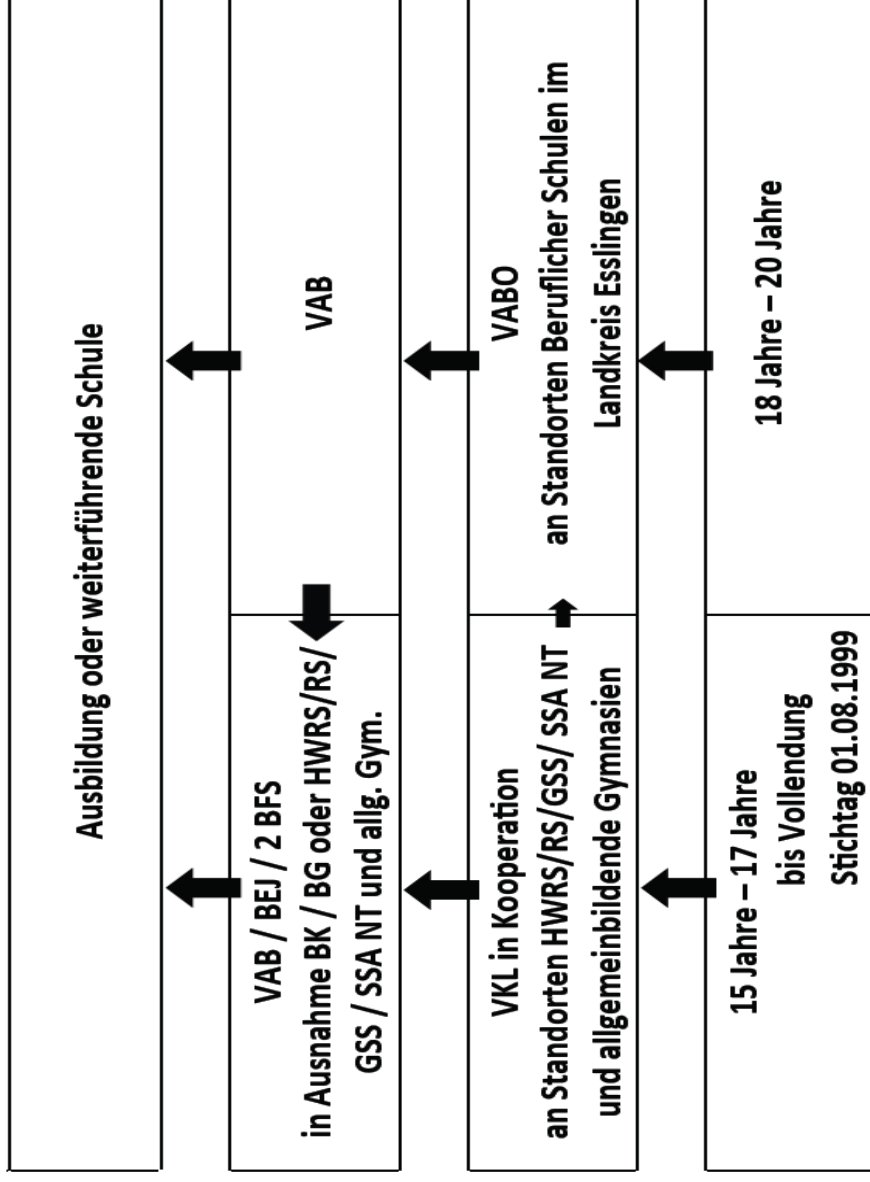 Ausbildung oder weiterführende Schule
VAB / BEJ / 2 BFS
in Ausnahme BK / BG oder HWRS/RS/
GSS / SSA NT und allg. Gym.
VAB
VKL in Kooperation
an Standorten HWRS/RS/GSS/ SSA NT
und allgemeinbildende Gymnasien
VABO
an Standorten Beruflicher Schulen im
Landkreis Esslingen
15 Jahre – 17 Jahre
bis Vollendung
Stichtag 01.08.1999
18 Jahre – 20 Jahre